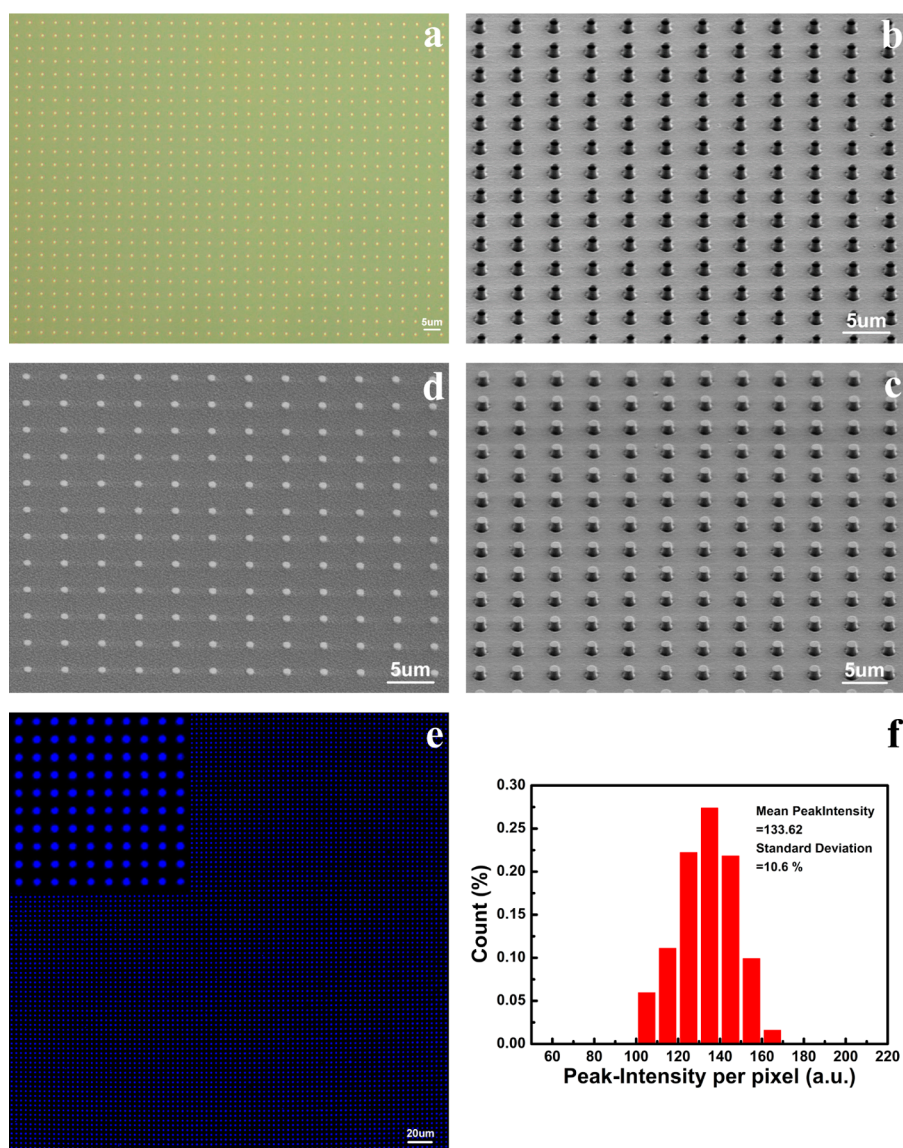 a
5um
b
5um
d
5um
c
5um
e
20um
f
0.30
0.25
0.20
0.15
0.10
0.05
0.00
Count (%)
Mean PeakIntensity
=133.62
Standard Deviation
=10.6 %
60 80 100 120 140 160 180 200 220
Peak-Intensity per pixel (a.u.)